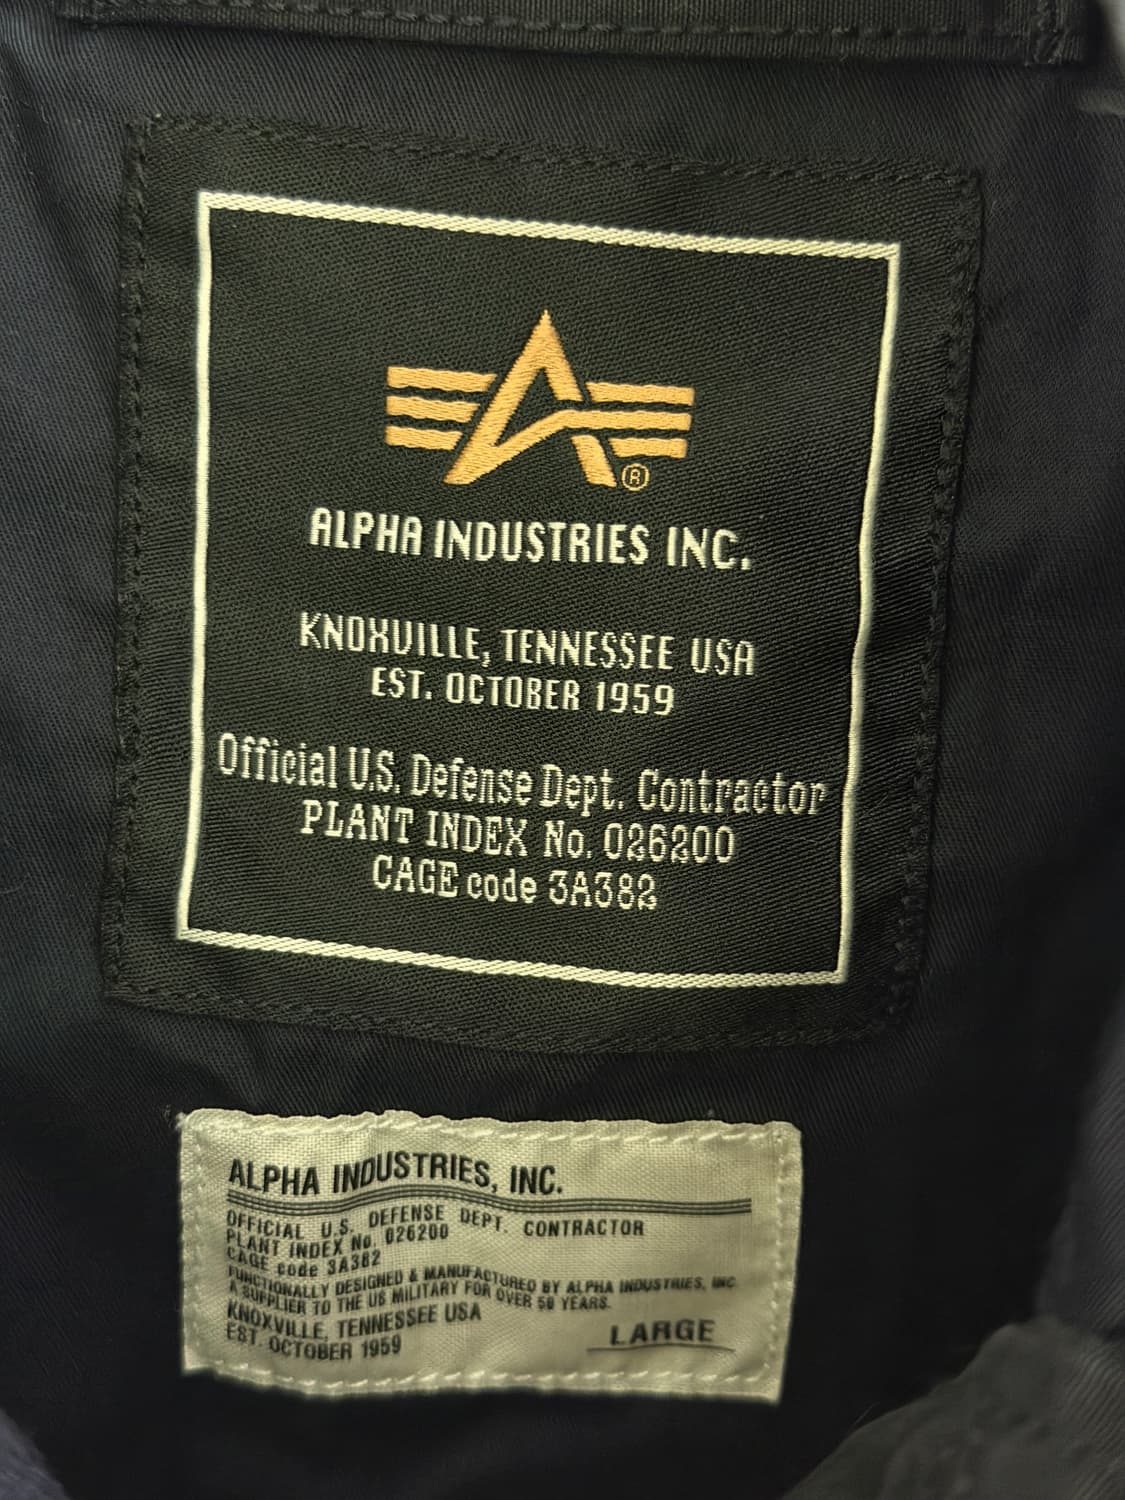 ®
ALPHA INDUSTRIES INC.
KNOXVILLE, TENNESSEE USA
EST. OCTOBER 1959
Official U.S. Defense Dept. Contractor
PLANT INDEX No. 026200
CAGE code 3A382
ALPHA INDUSTRIES, INC.
OFFICIAL U.S. DEFENSE DEPT. CONTRACTOR
PLANT INDEX No. 026200
CAGE code 3A382
FUNCTIONALLY DESIGNED & MANUFACTURED BY ALPHA INDUSTRIES, INC.
A SUPPLIER TO THE US MILITARY FOR OVER 50 YEARS.
KNOXVILLE, TENNESSEE USA
EST. OCTOBER 1959
LARGE